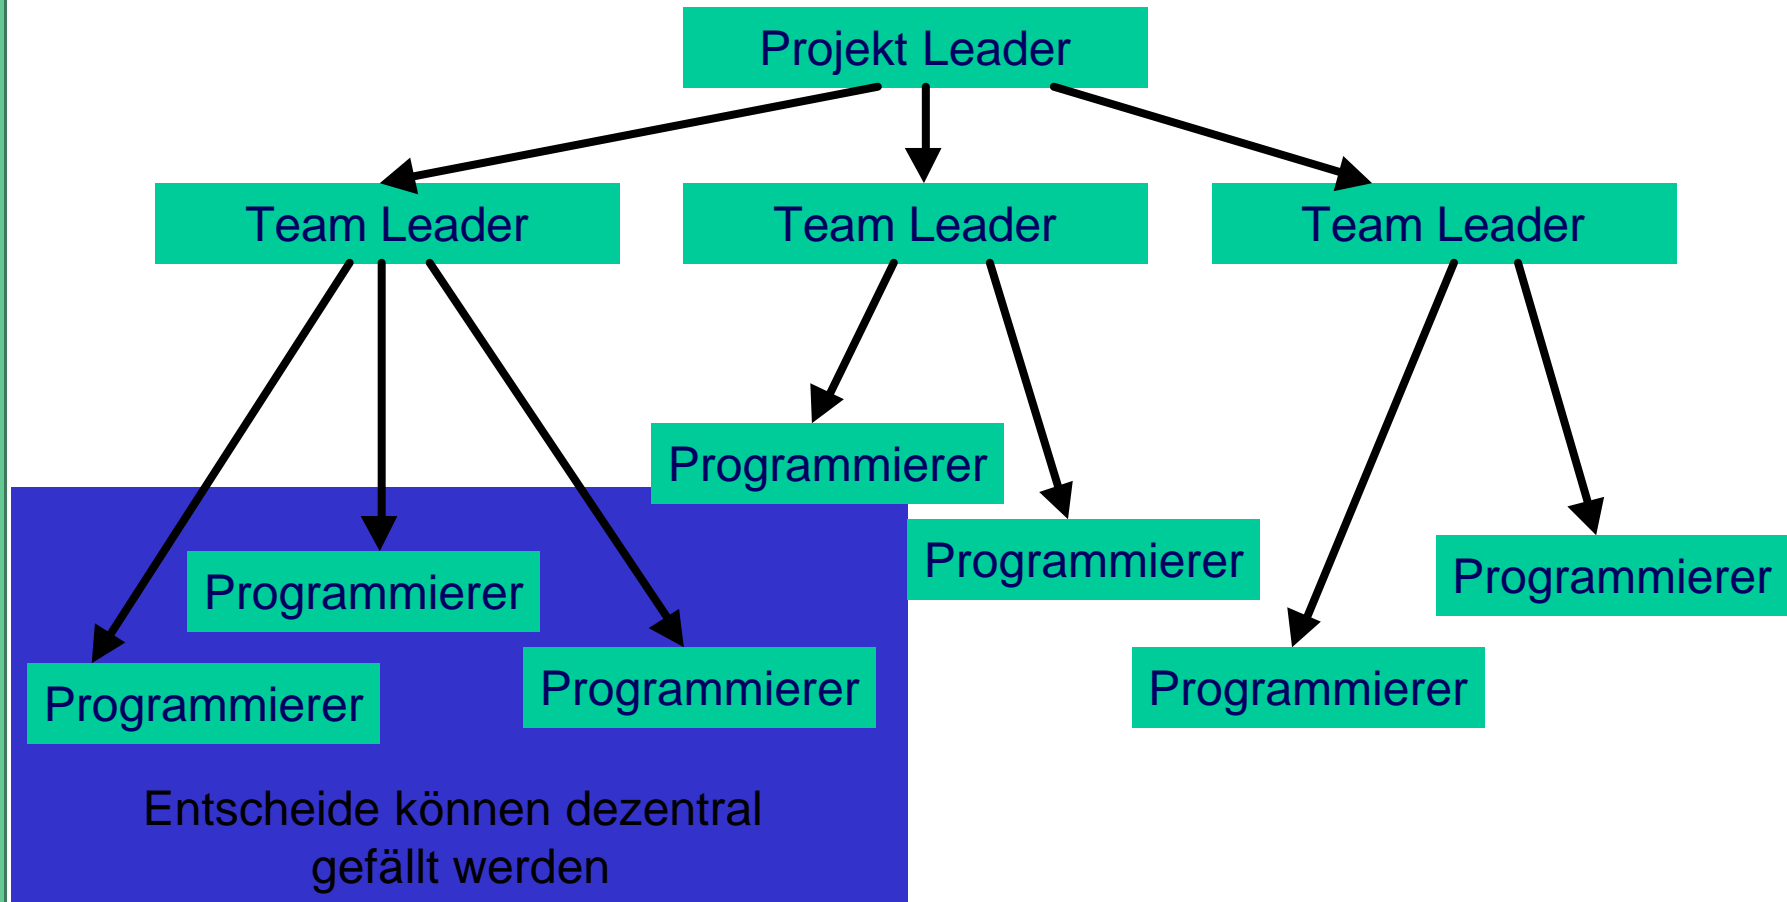 Projekt Leader
Team Leader
Team Leader
Team Leader
Programmierer
Programmierer
Programmierer
Programmierer
Programmierer
Programmierer
Programmierer
Entscheide können dezentral
gefällt werden